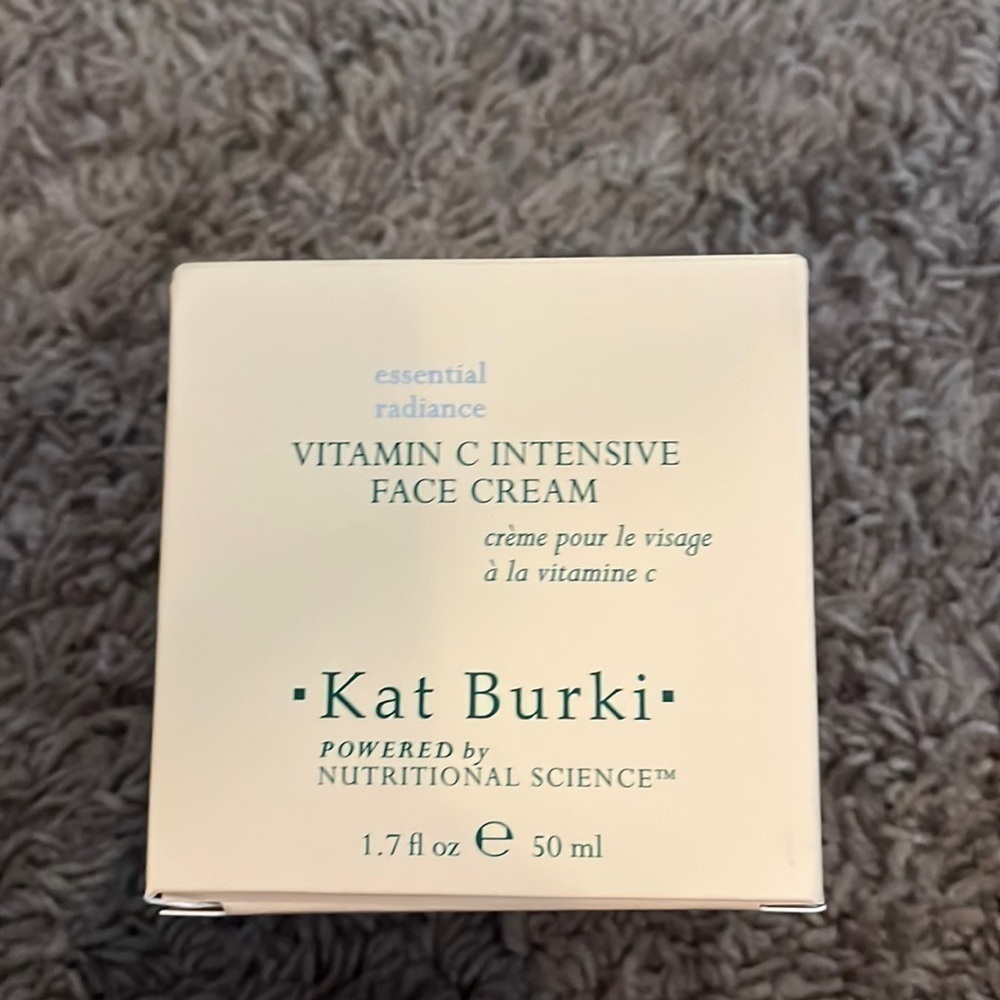 essential
radiance
VITAMIN C INTENSIVE
FACE CREAM
crème pour le visage
à la vitamine c
▪Kat Burki▪
POWERED by
NUTRITIONAL SCIENCE™
1.7 fl oz ℮ 50 ml